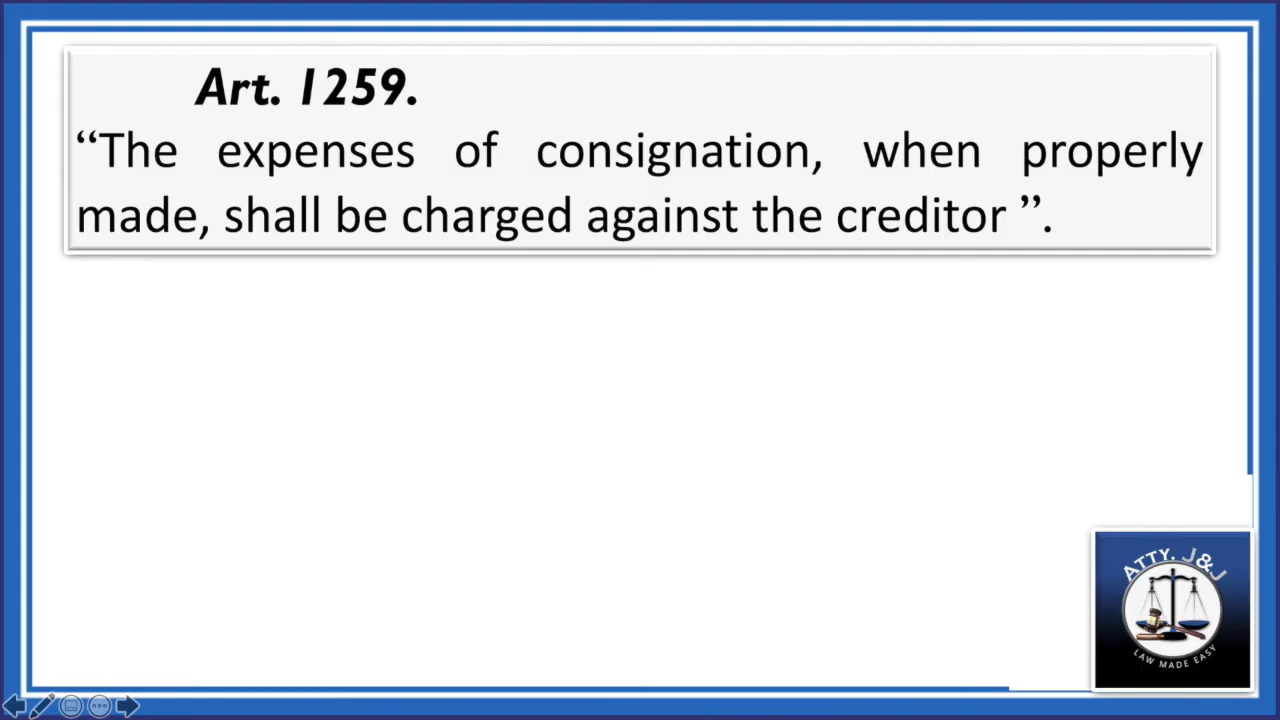 Art. 1259.
“The expenses of consignation, when properly
made, shall be charged against the creditor ”.
ATTY. J&J
LAW MADE EASY